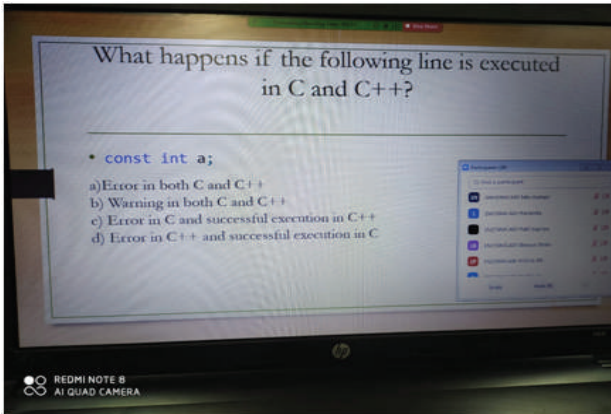 What happens if the following line is executed
in C and C++?
• const int a;
a)Error in both C and C++
b) Warning in both C and C++
c) Error in C and successful execution in C++
d) Error in C++ and successful execution in C
hp
REDMI NOTE 8
AI QUAD CAMERA